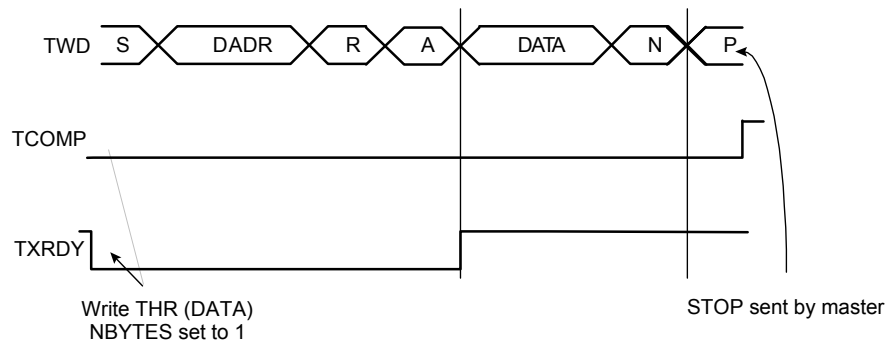 TWD S DADR R A DATA N P
TCOMP
TXRDY
Write THR (DATA)
NBYTES set to 1
STOP sent by master